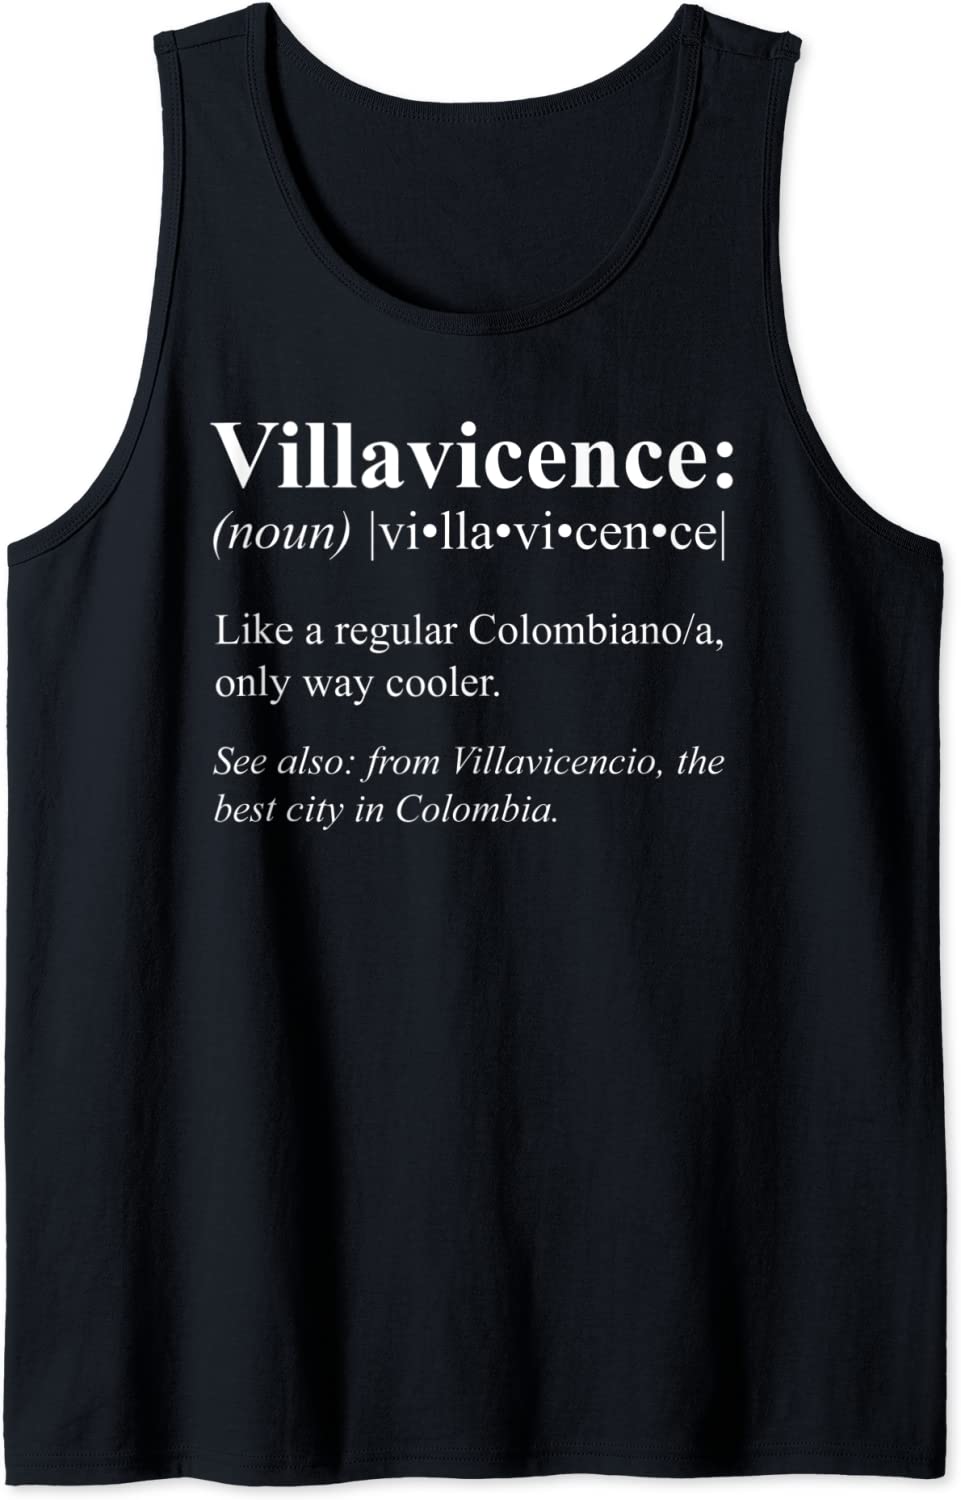 Villavicence:
(noun) |vi•lla•vi•cen•ce|
Like a regular Colombiano/a,
only way cooler.
See also: from Villavicencio, the
best city in Colombia.